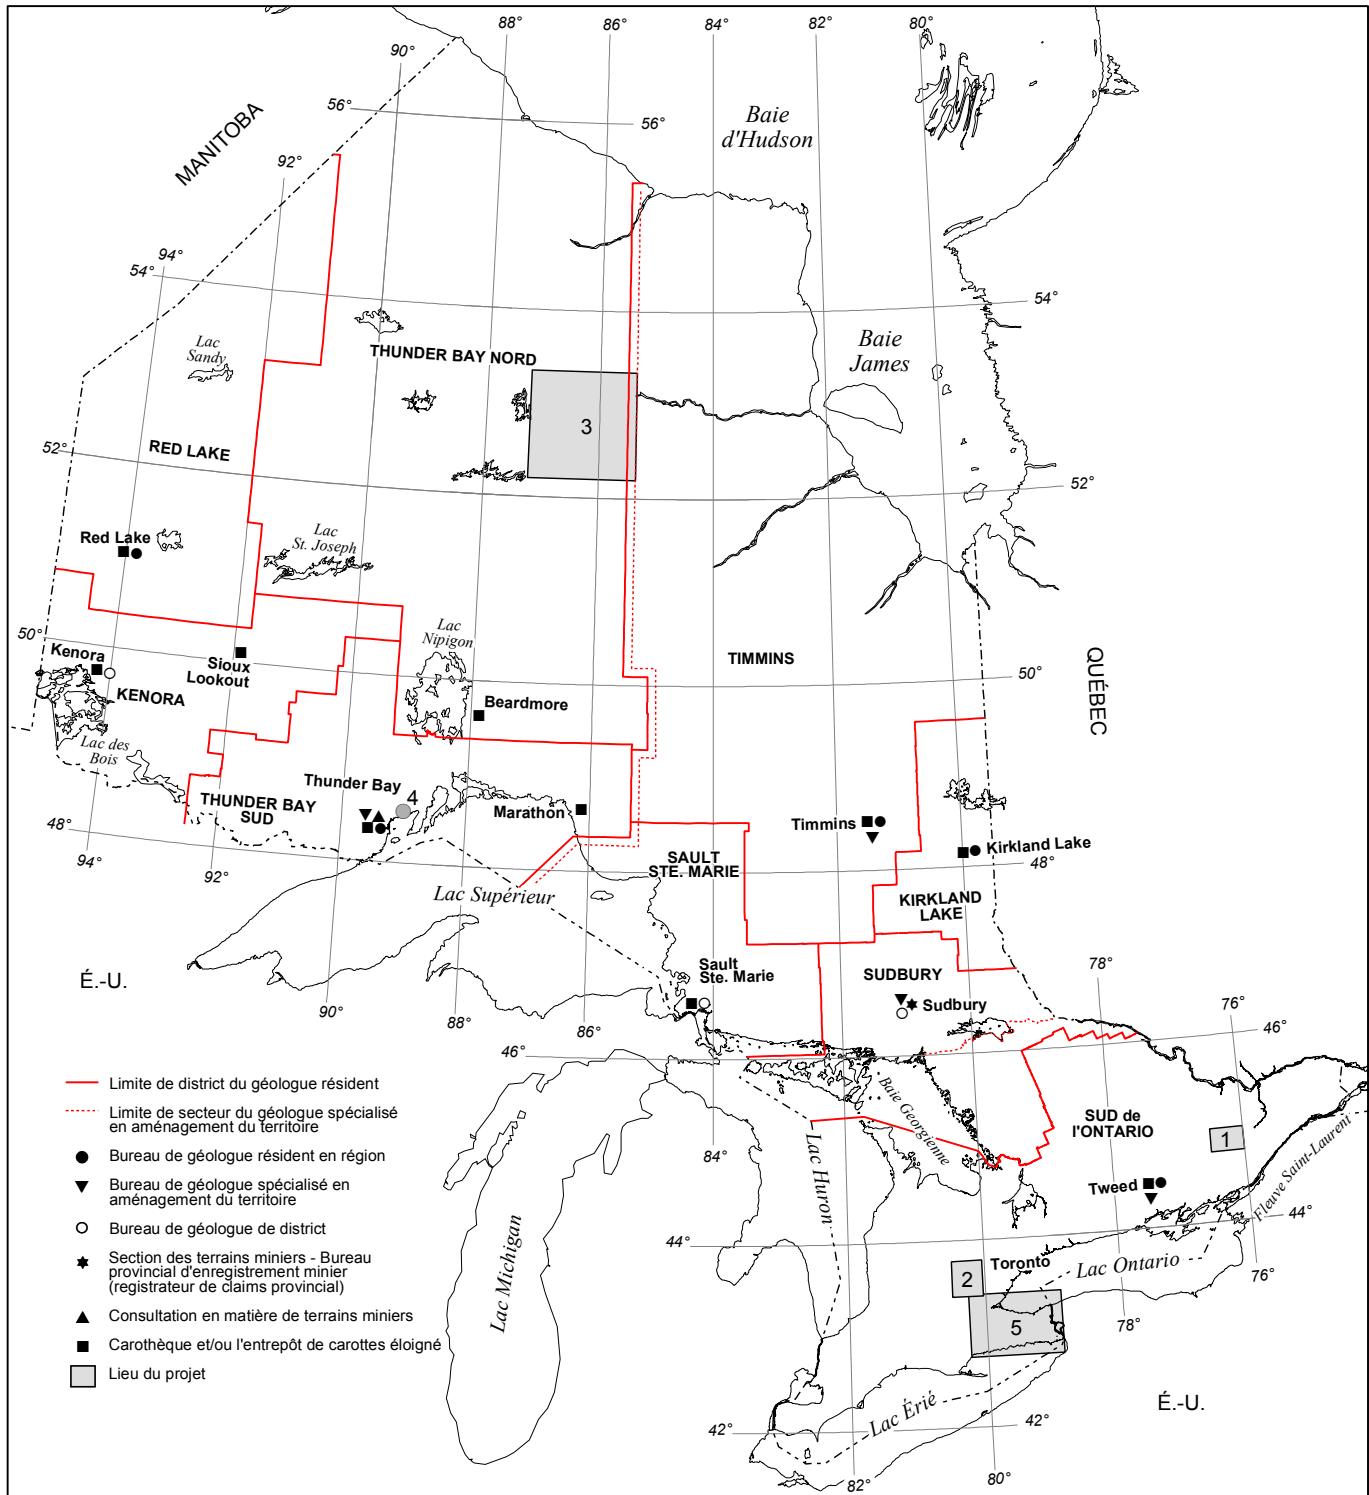 88°
86°
84°
82°
80°
90°
56°
56°
Baie
d'Hudson
MANITOBA
92°
94°
54°
54°
Lac
Sandy
THUNDER BAY NORD
Baie
James
3
52°
RED LAKE
52°
Red Lake
Lac
St. Joseph
50°
Kenora
Sioux
Lookout
KENORA
Lac
Nipigon
TIMMINS
50°
QUÉBEC
Beardmore
Lac des
Bois
Thunder Bay
4
THUNDER BAY
SUD
Marathon
Timmins
Kirkland Lake
48°
48°
94°
92°
SAULT
STE. MARIE
Lac Supérieur
KIRKLAND
LAKE
É.-U.
Sault
Ste. Marie
SUDBURY
Sudbury
78°
76°
90°
88°
86°
46°
46°
Limite de district du géologue résident
Limite de secteur du géologue spécialisé
en aménagement du territoire
Bureau de géologue résident en région
Bureau de géologue spécialisé en
aménagement du territoire
Bureau de géologue de district
Section des terrains miniers - Bureau
provincial d'enregistrement minier
(registrateur de claims provincial)
Consultation en matière de terrains miniers
Carothèque et/ou l'entrepôt de carottes éloigné
Lieu du projet
Baie Georgienne
SUD de
l'ONTARIO
1
84°
Lac Huron
Tweed
Fleuve Saint-Laurent
44°
44°
Lac Michigan
Toronto
Lac Ontario
2
76°
5
78°
Lac Érié
É.-U.
42°
42°
82°
80°